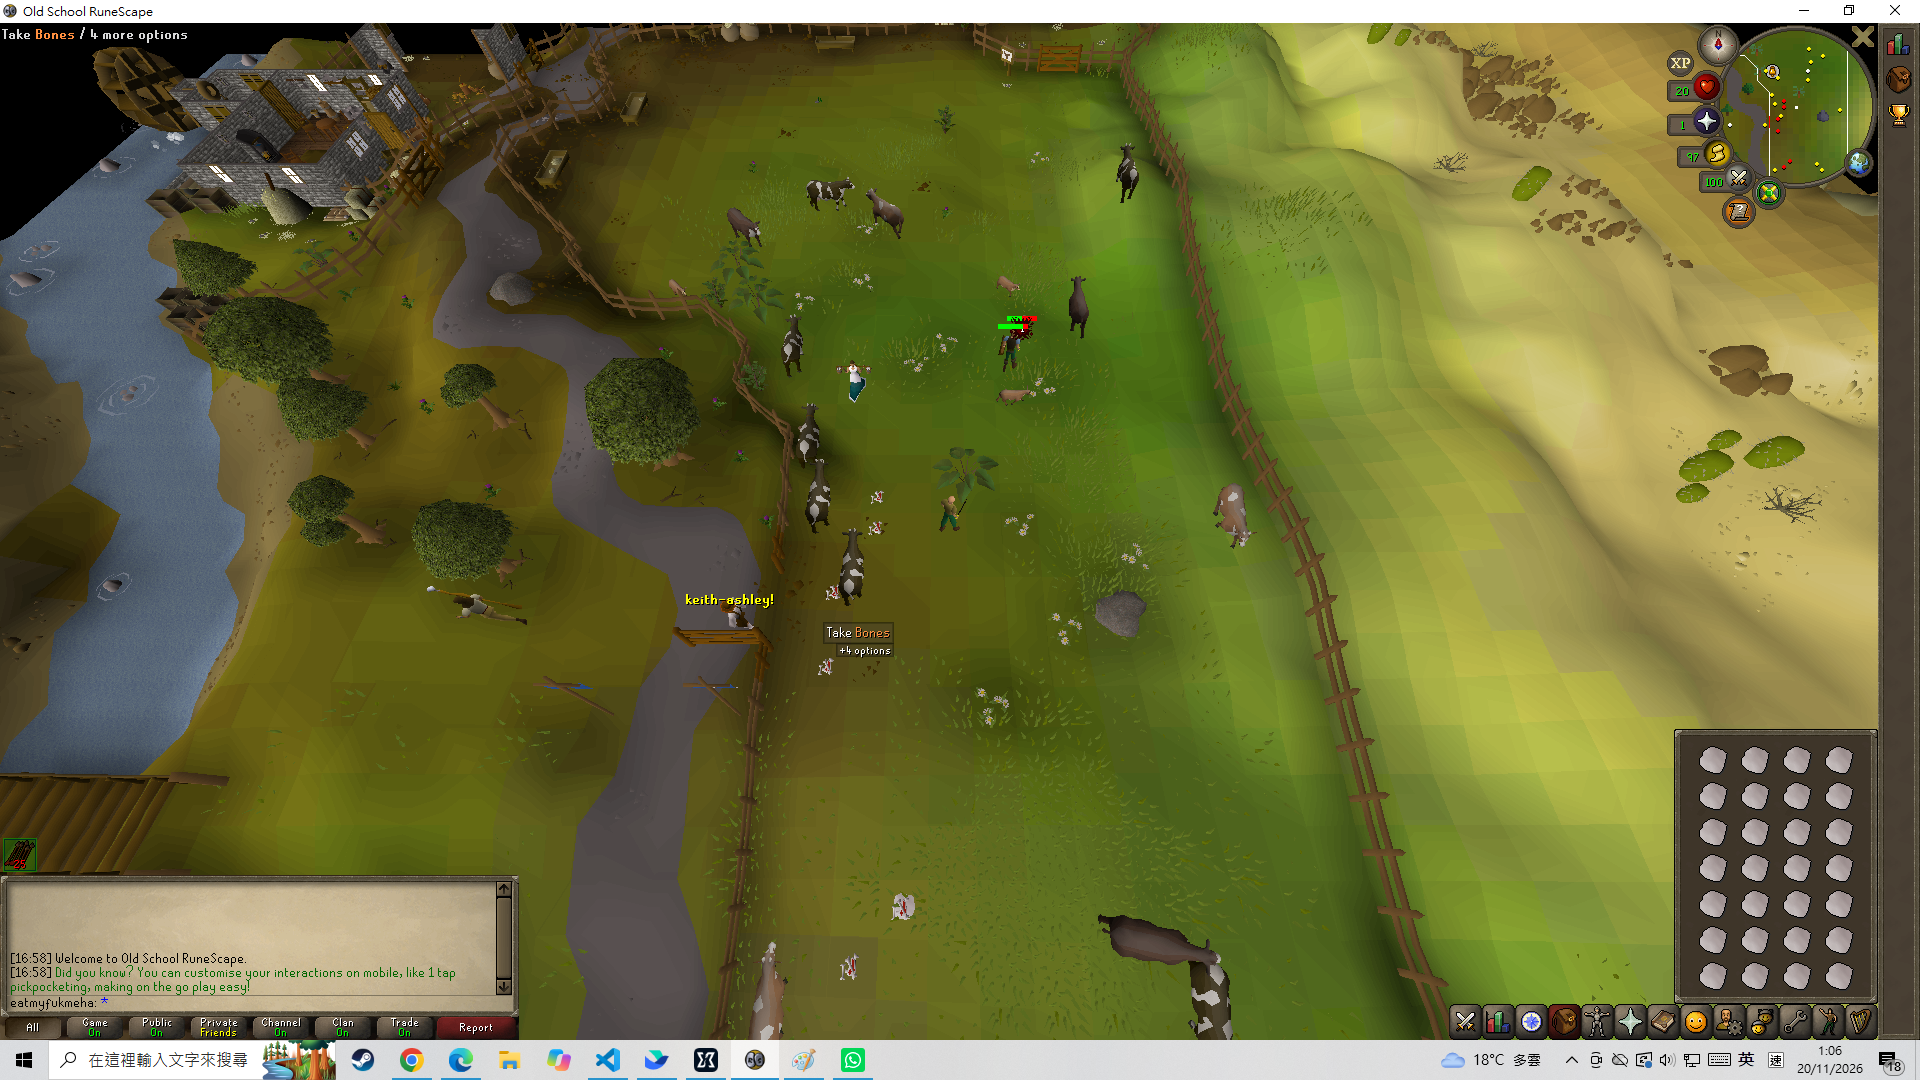 Old School RuneScape
Take Bones / 4 more options
N
XP
20
1
97
100
keith-ashley!
Take Bones
+4 options
25
[16:58] Welcome to Old School RuneScape.
[16:58] Did you know? You can customise your interactions on mobile, like 1 tap
pickpocketing, making on the go play easy!
eatmyfukmeha: *
All
Game
On
Public
On
Private
Friends
Channel
On
Clan
On
Trade
On
Report
在這裡輸入文字來搜尋
18°C 多雲
英
速
1:06
20/11/2026
18